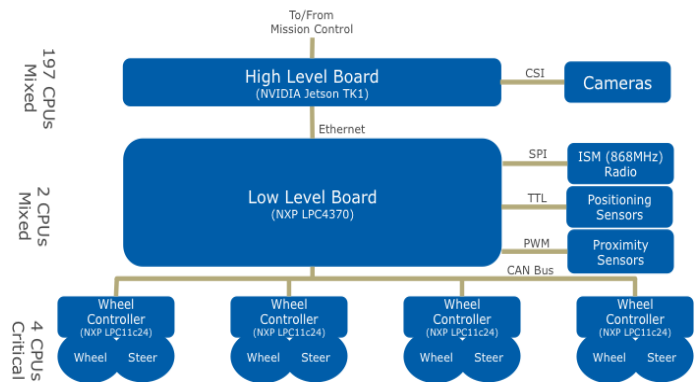 To/From
Mission Control
197 CPUs
Mixed
High Level Board
(NVIDIA Jetson TK1)
CSI
Cameras
Ethernet
2 CPUs
Mixed
Low Level Board
(NXP LPC4370)
SPI
ISM (868MHz)
Radio
TTL
Positioning
Sensors
PWM
Proximity
Sensors
CAN Bus
4 CPUs
Critical
Wheel
Controller
(NXP LPC11c24)
Wheel
Steer
Wheel
Controller
(NXP LPC11c24)
Wheel
Steer
Wheel
Controller
(NXP LPC11c24)
Wheel
Steer
Wheel
Controller
(NXP LPC11c24)
Wheel
Steer